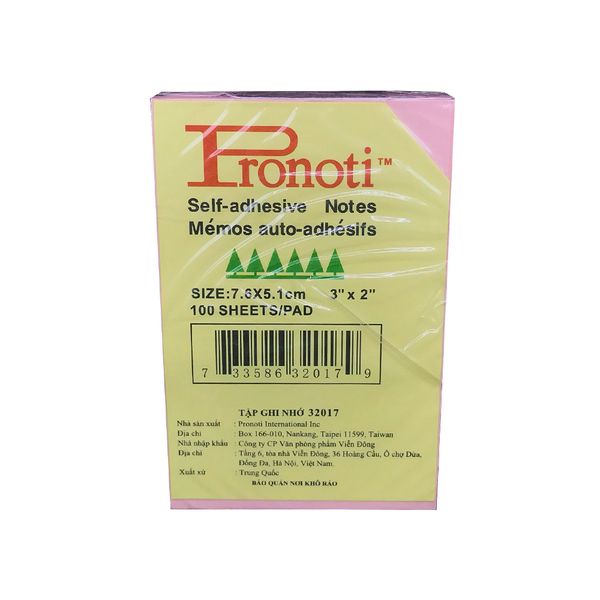 Pronoti™
Self-adhesive Notes
Mémos auto-adhésifs
SIZE:7.6X5.1cm 3"x 2"
100 SHEETS/PAD
7 33586 32017 9
TẬP GHI NHỚ 32017
Nhà sản xuất : Pronoti International Inc
Địa chỉ : Box 166-010, Nankang, Taipei 11599, Taiwan
Nhà nhập khẩu : Công ty CP Văn phòng phẩm Viễn Đông
Địa chỉ : Tầng 6, tòa nhà Viễn Đông, 36 Hoàng Cầu, Ô chợ Dừa,
Đống Đa, Hà Nội, Việt Nam.
Xuất xứ : Trung Quốc
BẢO QUẢN NƠI KHÔ RÁO